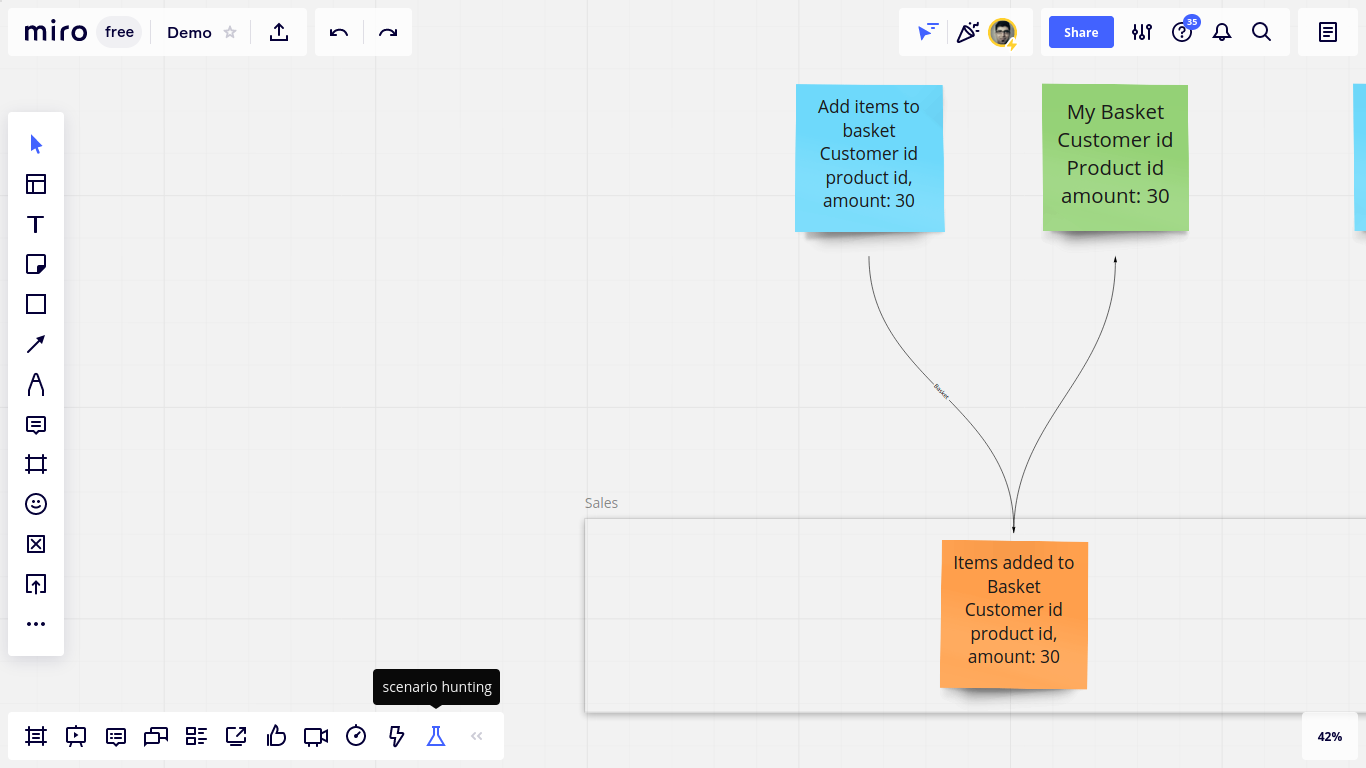 miro
free
Demo
Share
35
Add items to
basket
Customer id
product id,
amount: 30
My Basket
Customer id
Product id
amount: 30
Basket
Sales
Items added to
Basket
Customer id
product id,
amount: 30
scenario hunting
42%